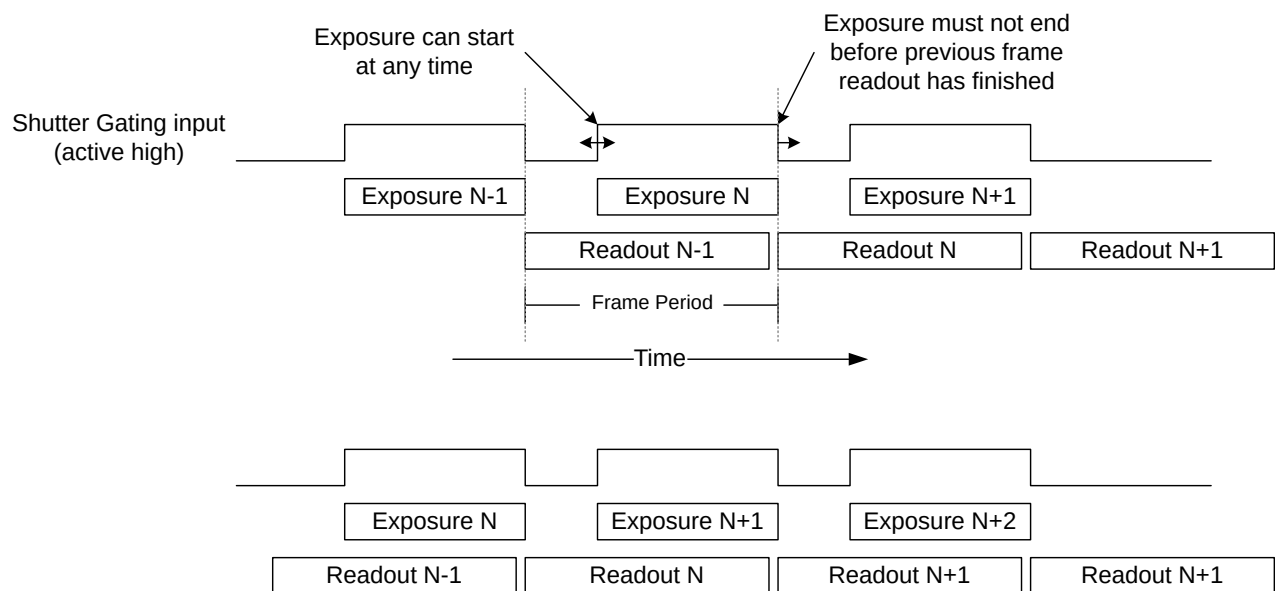 Exposure can start
at any time
Exposure must not end
before previous frame
readout has finished
Shutter Gating input
(active high)
Exposure N-1
Exposure N
Exposure N+1
Readout N-1
Readout N
Readout N+1
Frame Period
Time
Exposure N
Exposure N+1
Exposure N+2
Readout N-1
Readout N
Readout N+1
Readout N+1